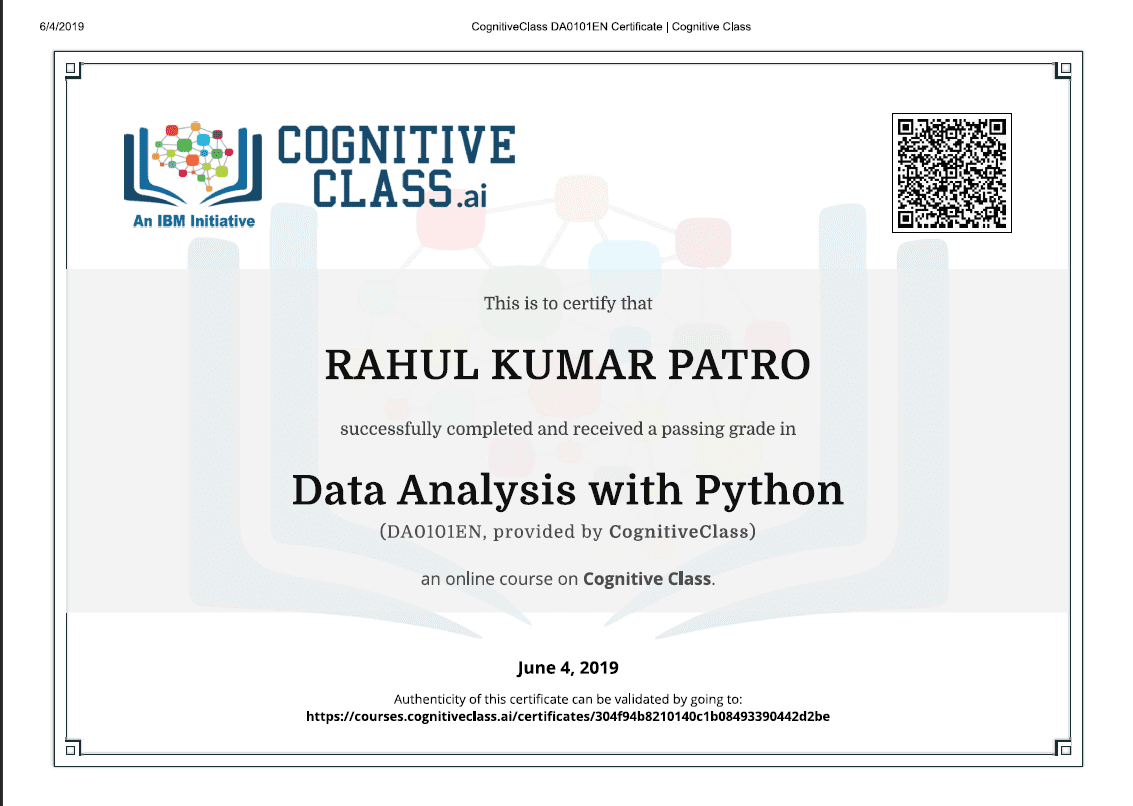 6/4/2019
CognitiveClass DA0101EN Certificate | Cognitive Class
COGNITIVE
CLASS.ai
An IBM Initiative
This is to certify that
RAHUL KUMAR PATRO
successfully completed and received a passing grade in
Data Analysis with Python
(DA0101EN, provided by CognitiveClass)
an online course on Cognitive Class.
June 4, 2019
Authenticity of this certificate can be validated by going to:
https://courses.cognitiveclass.ai/certificates/304f94b8210140c1b08493390442d2be